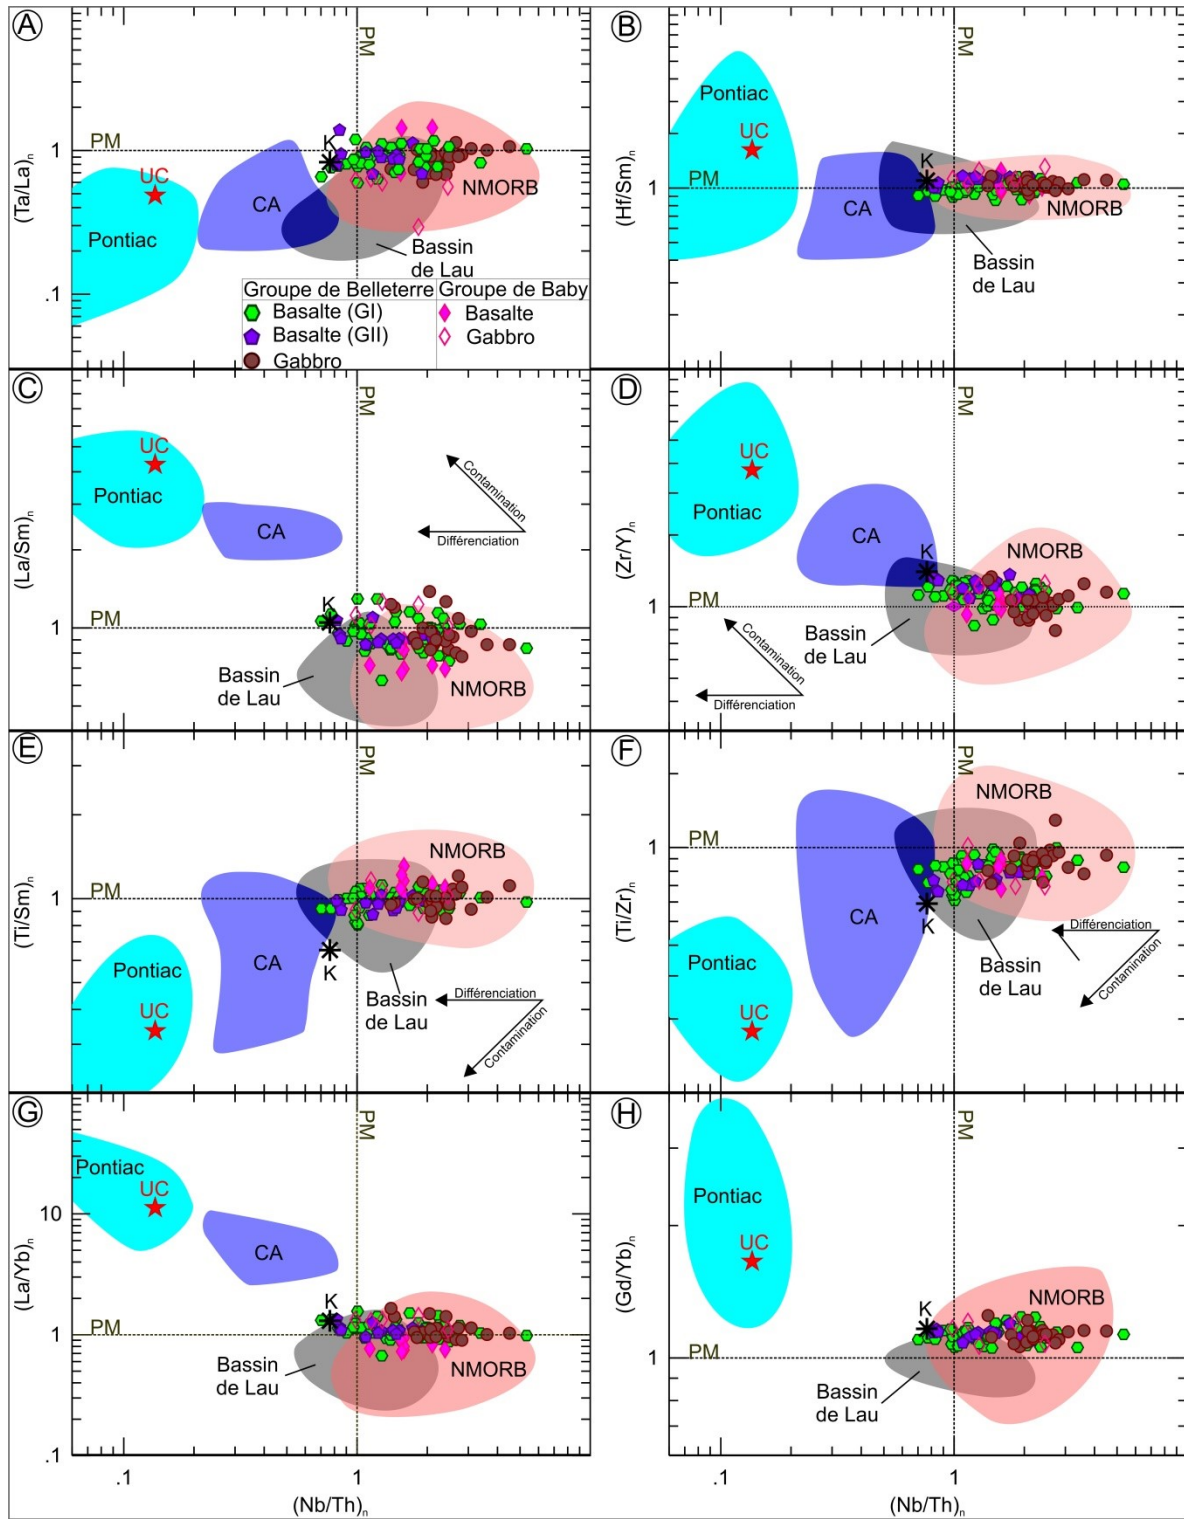 A
PM
1
PM
K
(Ta/La)n
UC
Pontiac
CA
NMORB
Bassin
de Lau
.1
Groupe de Belleterre
Groupe de Baby
Basalte (GI)
Basalte
Basalte (GII)
Gabbro
Gabbro
B
PM
Pontiac
UC
K
(Hf/Sm)n
PM
1
CA
NMORB
Bassin
de Lau
C
PM
UC
Pontiac
Contamination
CA
Différenciation
(La/Sm)n
K
PM
1
Bassin
de Lau
NMORB
D
PM
UC
Pontiac
CA
NMORB
K
(Zr/Y)n
PM
1
Bassin
de Lau
Contamination
Différenciation
E
PM
NMORB
PM
1
(Ti/Sm)n
Pontiac
CA
K
UC
Bassin
de Lau
Différenciation
Contamination
F
PM
NMORB
PM
1
(Ti/Zr)n
CA
K
Pontiac
Différenciation
Bassin
de Lau
Contamination
UC
G
PM
Pontiac
UC
10
CA
(La/Yb)n
K
PM
1
Bassin
de Lau
NMORB
.1
.1
1
(Nb/Th)n
H
PM
Pontiac
UC
K
NMORB
(Gd/Yb)n
PM
1
Bassin
de Lau
.1
1
(Nb/Th)n